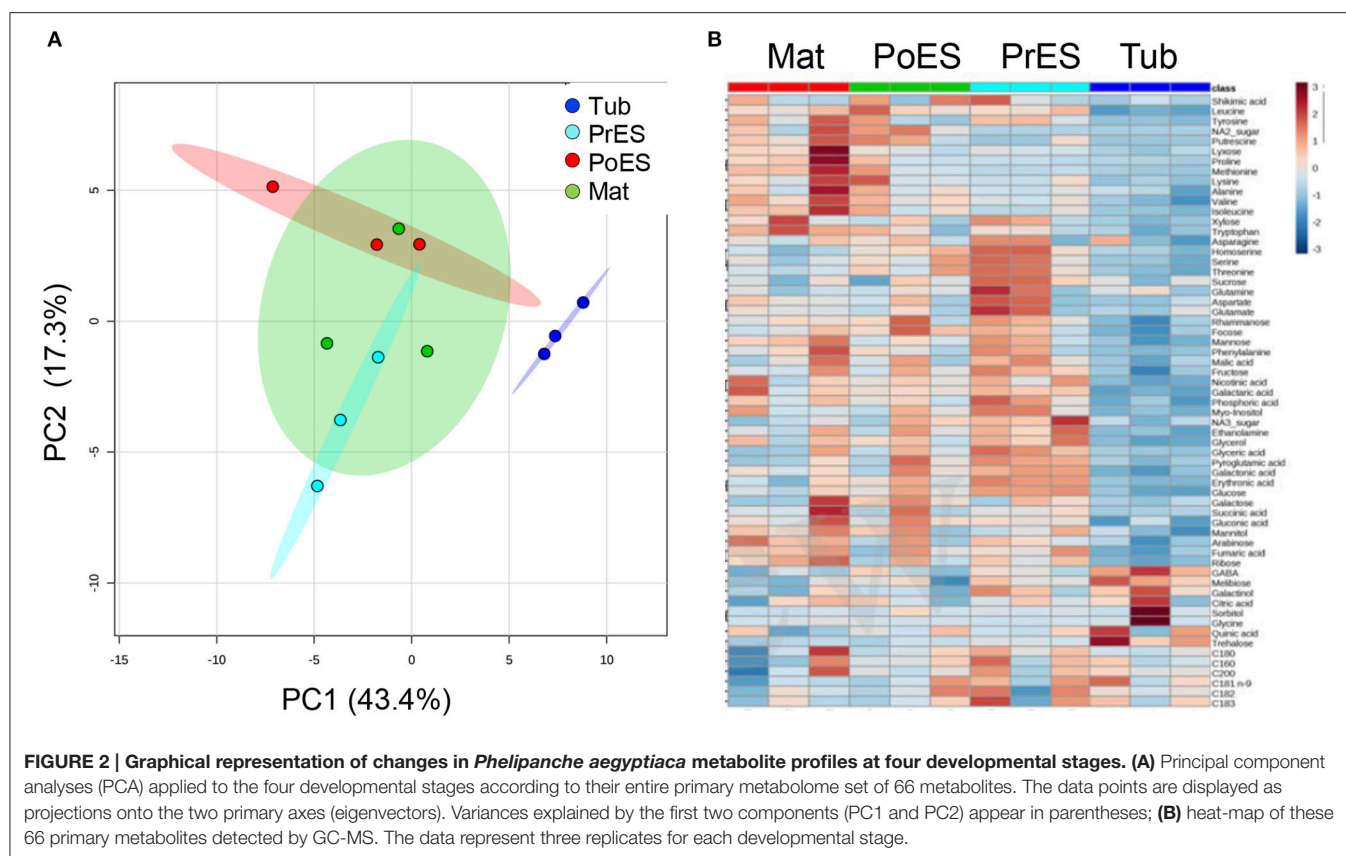 A
Tub
PrES
PoES
Mat
5
0
-5
-10
-15
-10
-5
0
5
10
PC2 (17.3%)
PC1 (43.4%)
B
Mat PoES PrES Tub
class
3
2
1
0
-1
-2
-3
Shikimic acid
Leucine
Tyrosine
NA2_sugar
Putrescine
Lyxose
Proline
Methionine
Lysine
Alanine
Valine
Isoleucine
Xylose
Tryptophan
Asparagine
Homoserine
Serine
Threonine
Sucrose
Glutamine
Aspartate
Glutamate
Rhammanose
Focose
Mannose
Phenylalanine
Malic acid
Fructose
Nicotinic acid
Galactaric acid
Phosphoric acid
Myo-Inositol
NA3_sugar
Ethanolamine
Glycerol
Glyceric acid
Pyroglutamic acid
Galactonic acid
Erythronic acid
Glucose
Galactose
Succinic acid
Gluconic acid
Mannitol
Arabinose
Fumaric acid
Ribose
GABA
Melibiose
Galactinol
Citric acid
Sorbitol
Glycine
Quinic acid
Trehalose
C180
C160
C200
C181 n-9
C182
C183
FIGURE 2 | Graphical representation of changes in Phelipanche aegyptiaca metabolite profiles at four developmental stages. (A) Principal component
analyses (PCA) applied to the four developmental stages according to their entire primary metabolome set of 66 metabolites. The data points are displayed as
projections onto the two primary axes (eigenvectors). Variances explained by the first two components (PC1 and PC2) appear in parentheses; (B) heat-map of these
66 primary metabolites detected by GC-MS. The data represent three replicates for each developmental stage.